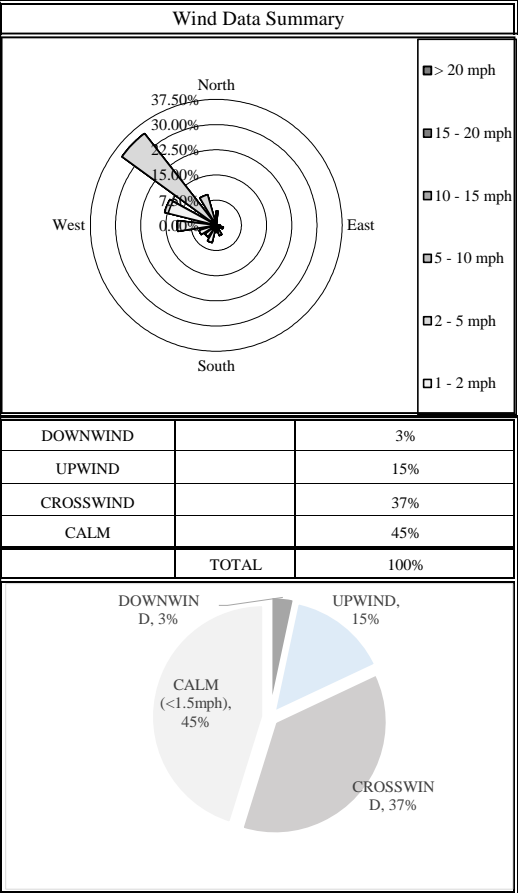 Wind Data Summary
North
37.50%
30.00%
22.50%
15.00%
7.50%
0.00%
West
East
South
> 20 mph
15 - 20 mph
10 - 15 mph
5 - 10 mph
2 - 5 mph
1 - 2 mph
DOWNWIND 3%
UPWIND 15%
CROSSWIND 37%
CALM 45%
TOTAL 100%
DOWNWIN
D, 3%
UPWIND,
15%
CALM
(<1.5mph),
45%
CROSSWIN
D, 37%